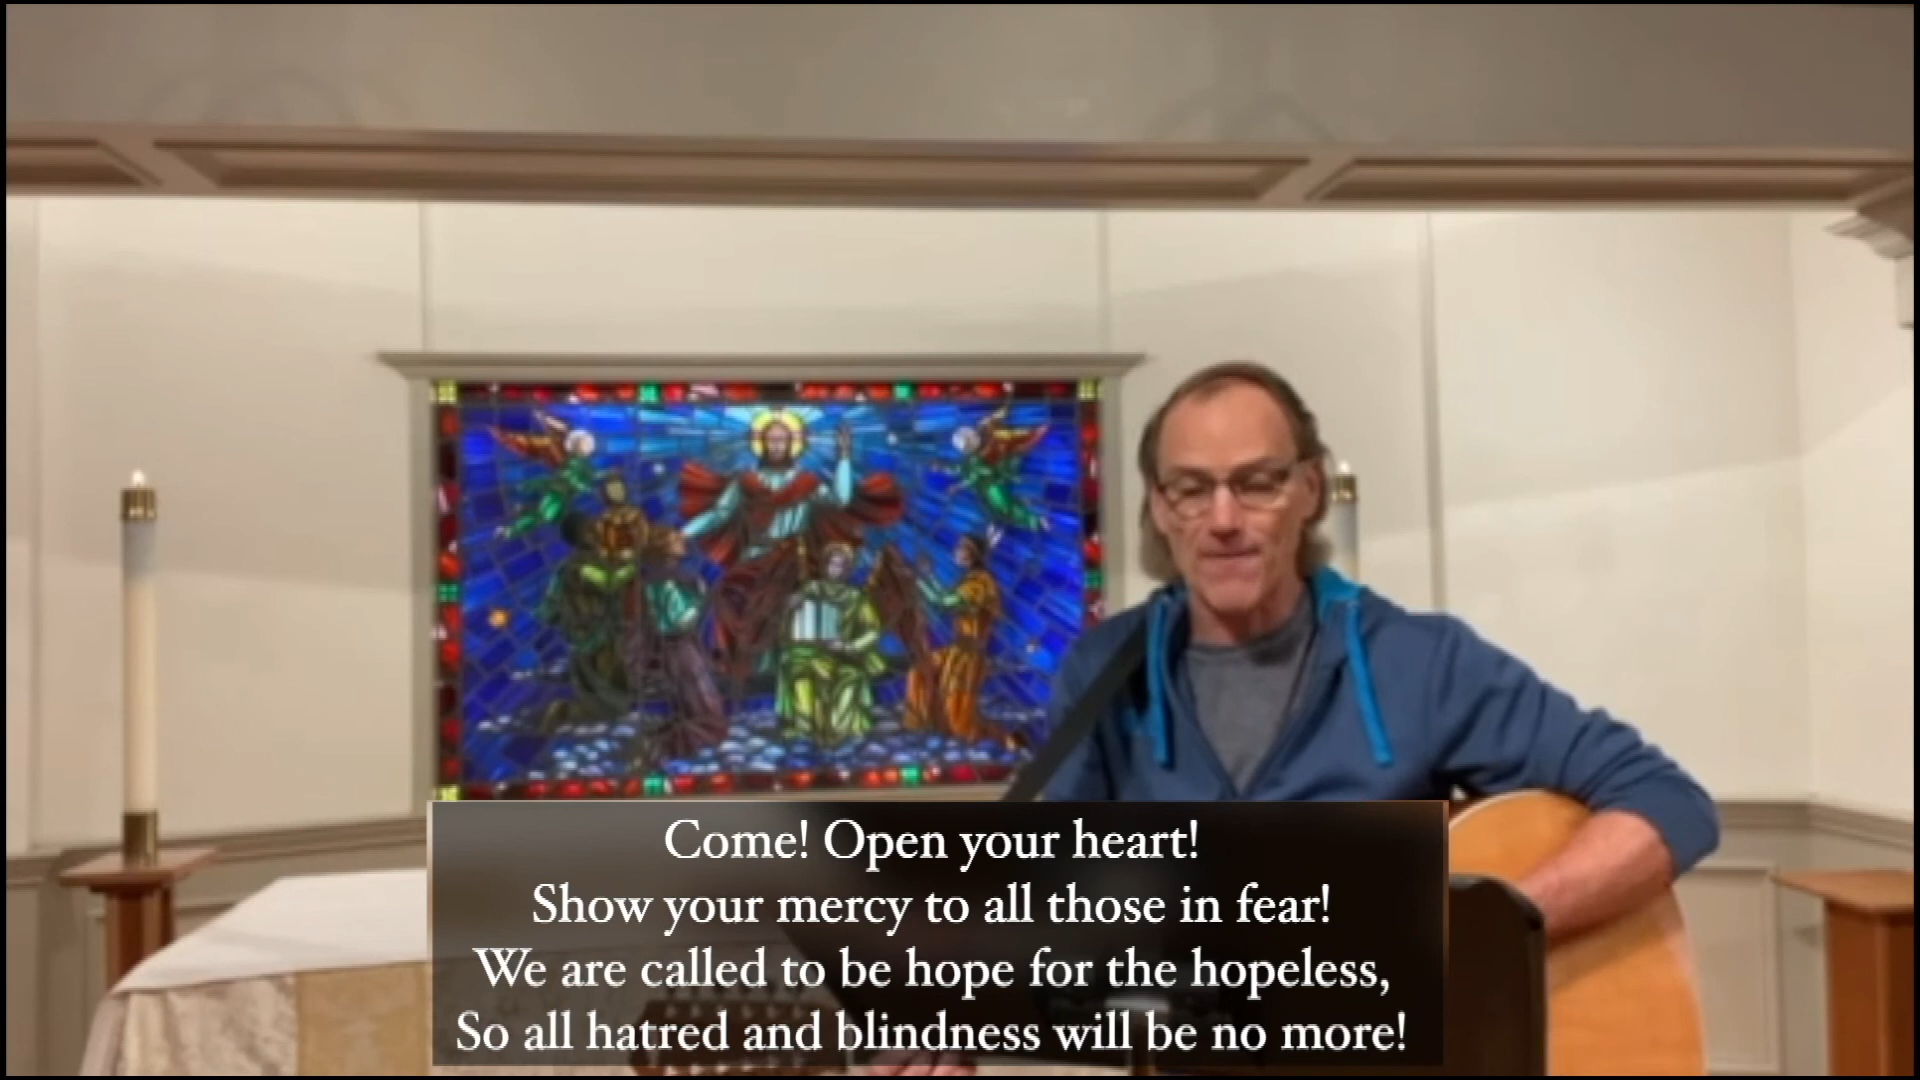 Come! Open your heart!
Show your mercy to all those in fear!
We are called to be hope for the hopeless,
So all hatred and blindness will be no more!